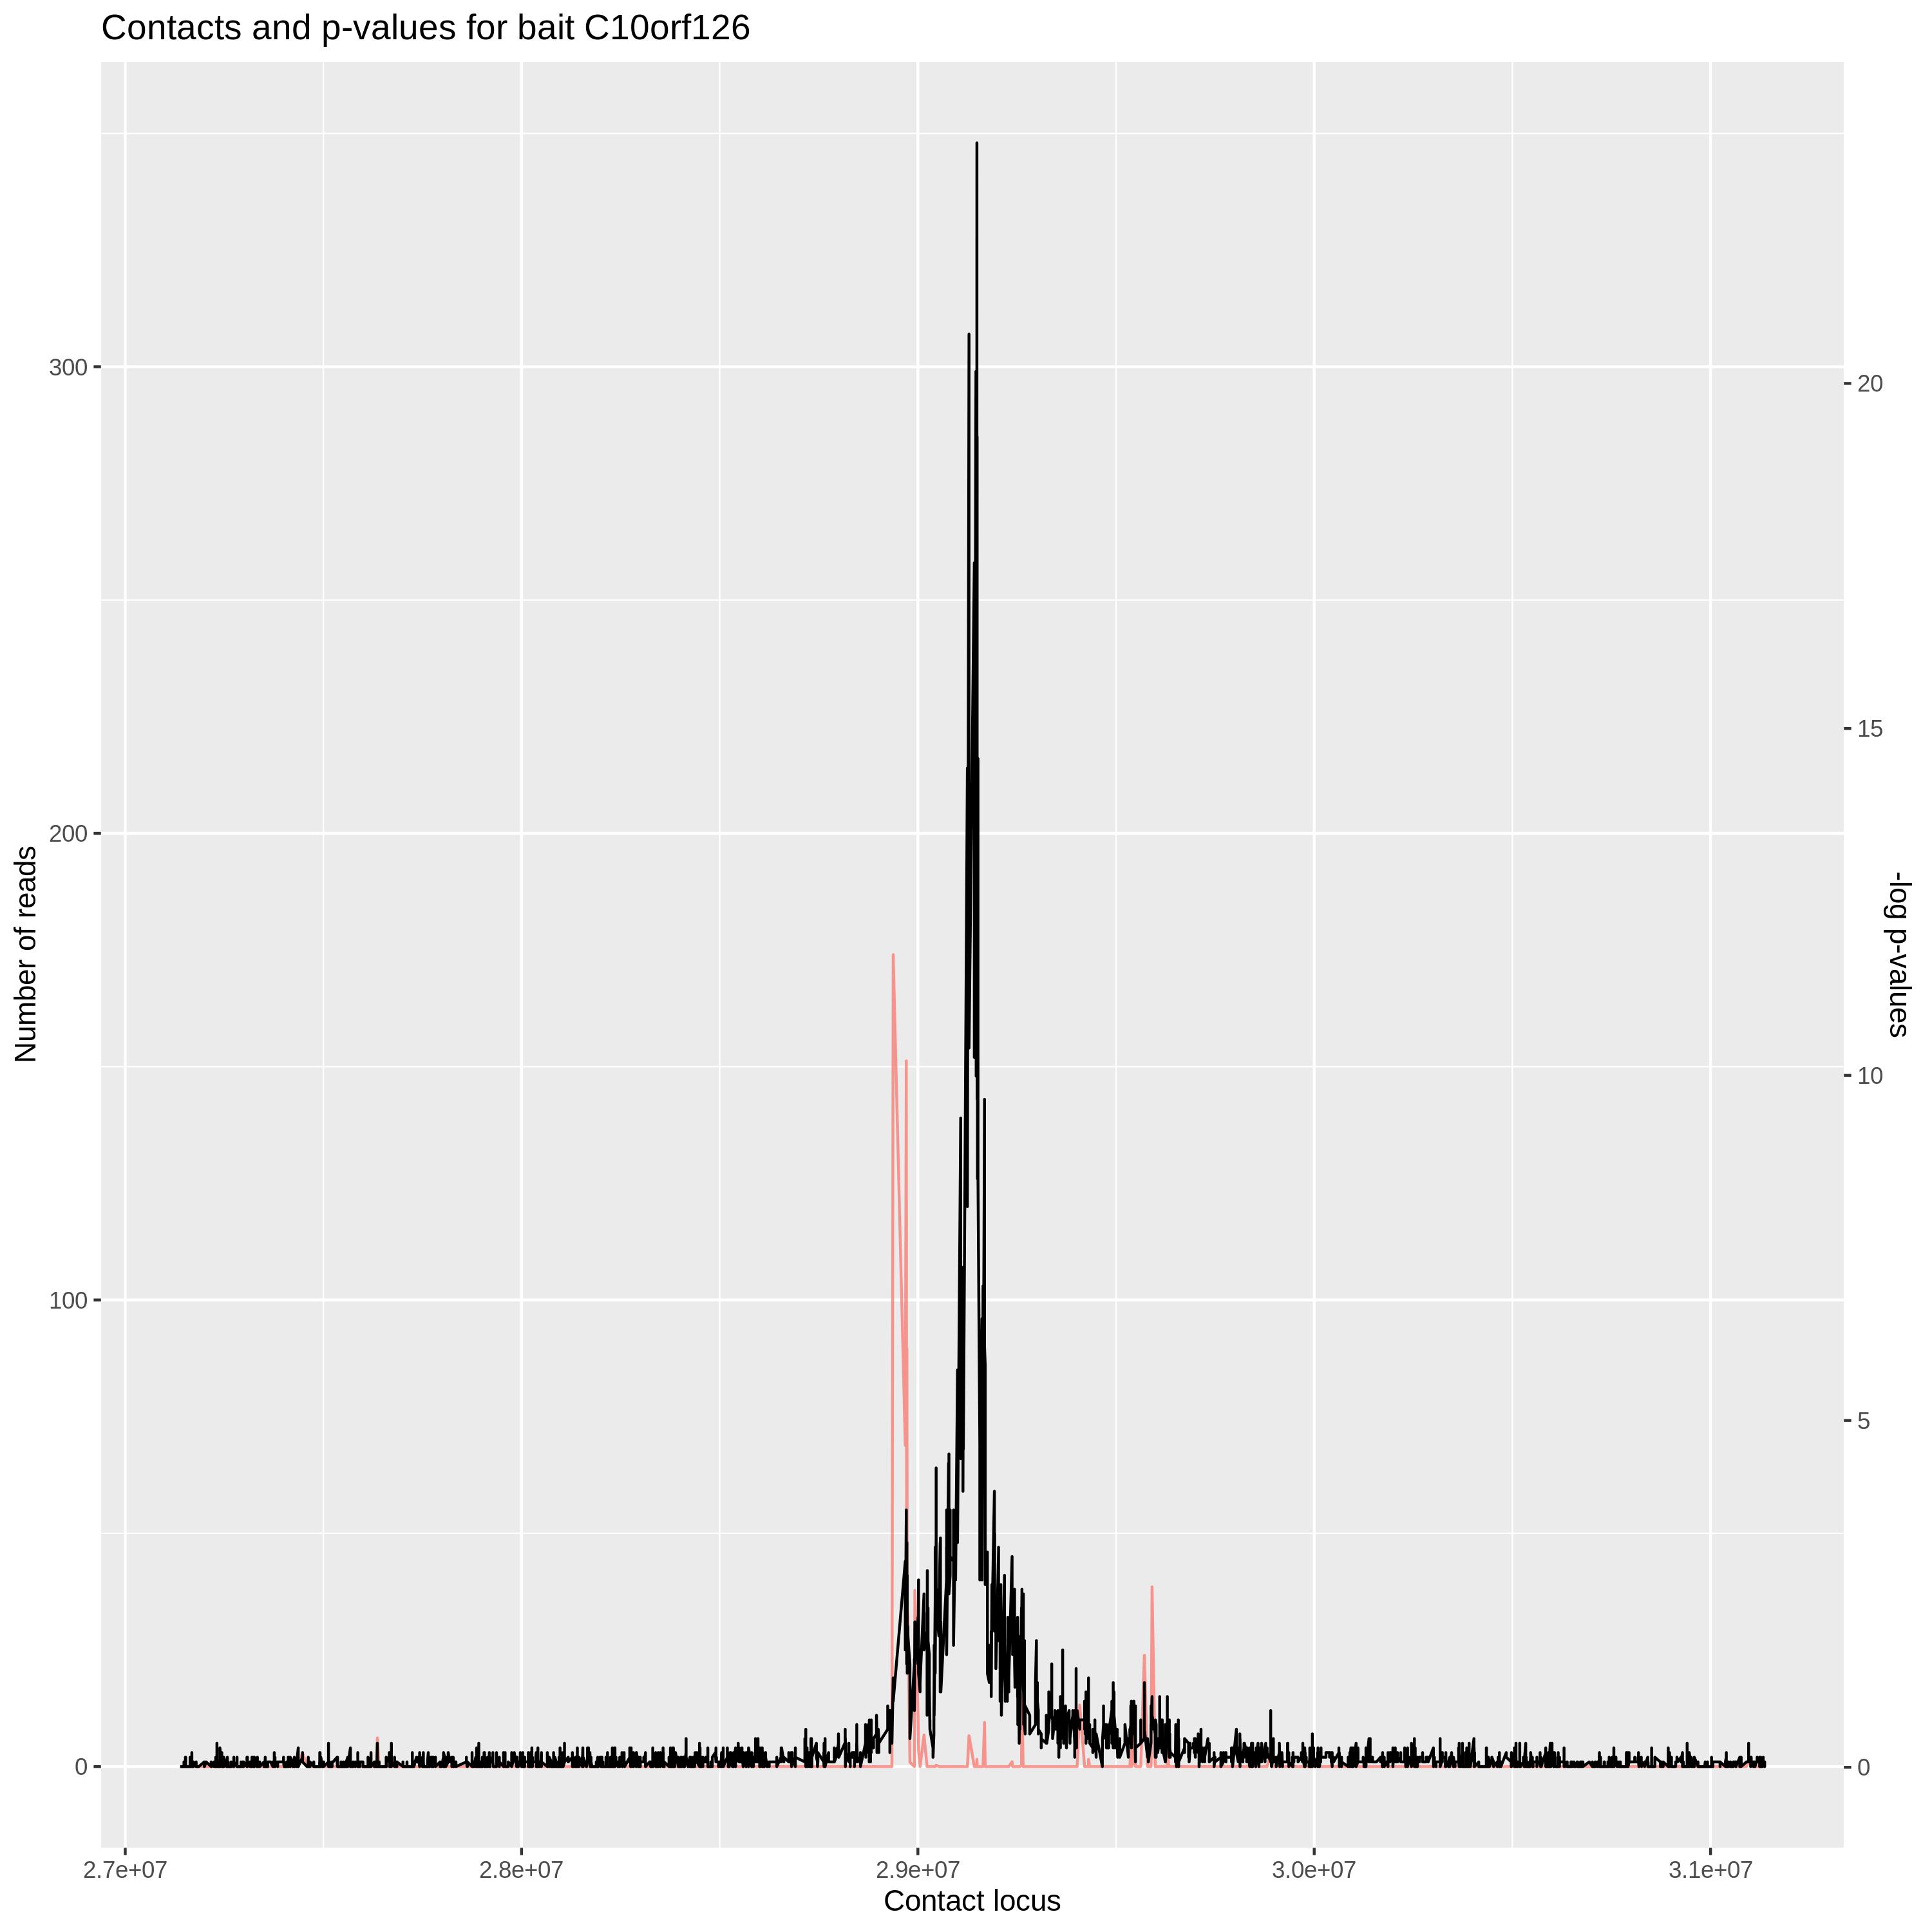 Contacts and p-values for bait C10orf126
Number of reads
300
200
100
0
20
15
10
5
0
-log p-values
2.7e+07 2.8e+07 2.9e+07 3.0e+07 3.1e+07
Contact locus